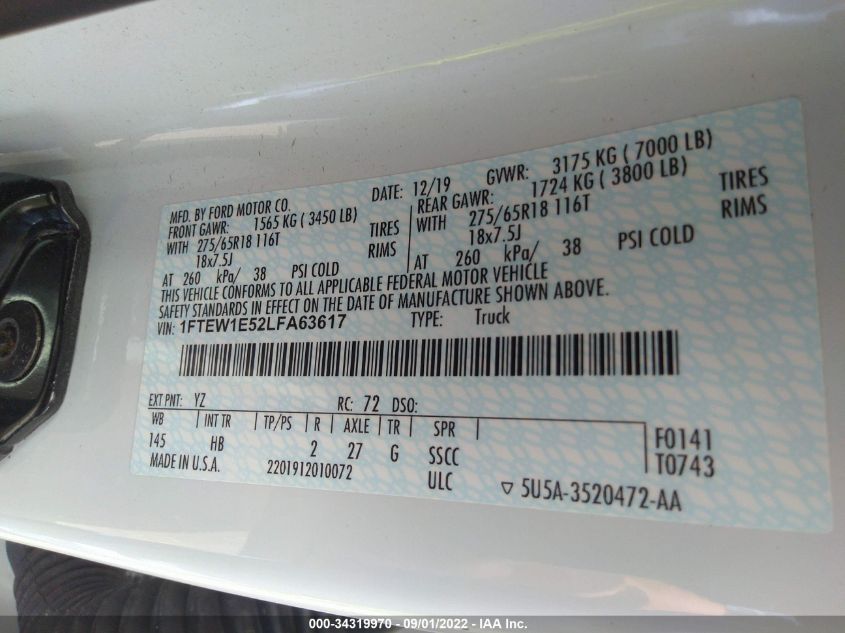 MFD. BY FORD MOTOR CO. DATE: 12/19 GVWR: 3175 KG ( 7000 LB)
FRONT GAWR: 1565 KG ( 3450 LB) REAR GAWR: 1724 KG ( 3800 LB)
WITH 275/65R18 116T TIRES WITH 275/65R18 116T TIRES
18x7.5J RIMS 18x7.5J RIMS
AT 260 kPa/ 38 PSI COLD AT 260 kPa/ 38 PSI COLD
THIS VEHICLE CONFORMS TO ALL APPLICABLE FEDERAL MOTOR VEHICLE
SAFETY STANDARDS IN EFFECT ON THE DATE OF MANUFACTURE SHOWN ABOVE.
VIN: 1FTEW1E52LFA63617 TYPE: Truck
EXT PNT: YZ RC: 72 DSO:
WB INT TR TP/PS R AXLE TR SPR F0141
145 HB 2 27 G SSCC T0743
MADE IN U.S.A. 2201912010072 ULC ▽ 5U5A-3520472-AA
000-34319970 - 09/01/2022 - IAA Inc.